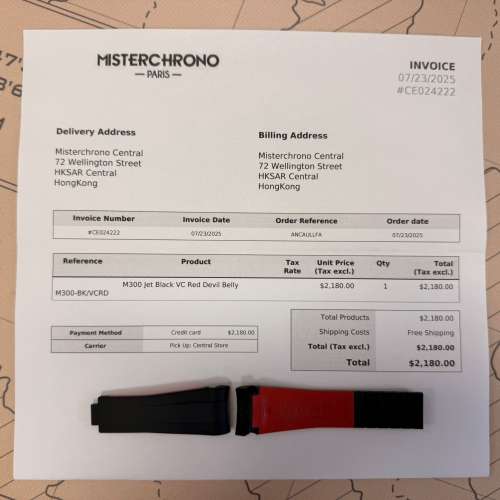 MISTERCHRONO
— PARIS —
INVOICE
07/23/2025
#CE024222
Delivery Address
Misterchrono Central
72 Wellington Street
HKSAR Central
HongKong
Billing Address
Misterchrono Central
72 Wellington Street
HKSAR Central
HongKong
Invoice Number Invoice Date Order Reference Order date
#CE024222 07/23/2025 ANCAULLFA 07/23/2025
Reference Product Tax Rate Unit Price (Tax excl.) Qty Total (Tax excl.)
M300-BK/VCRD M300 Jet Black VC Red Devil Belly $2,180.00 1 $2,180.00
Total Products $2,180.00
Shipping Costs Free Shipping
Total (Tax excl.) $2,180.00
Total $2,180.00
Payment Method Credit card $2,180.00
Carrier Pick Up: Central Store